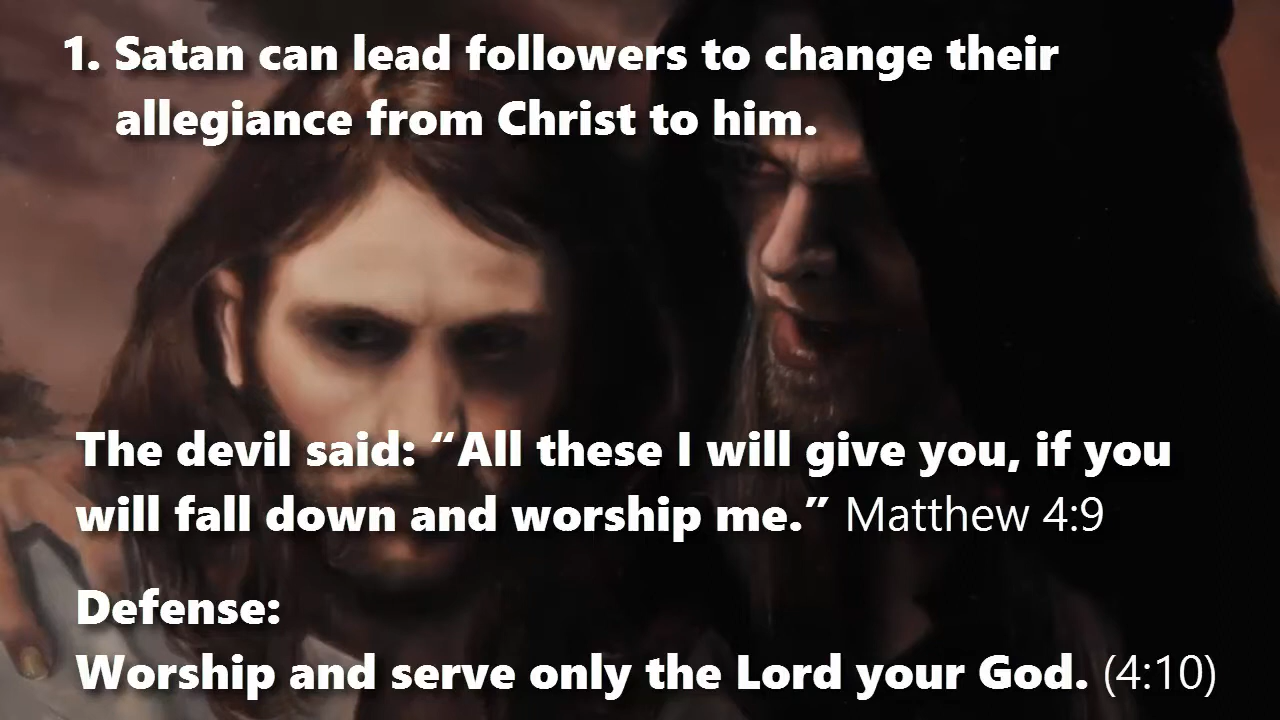 1. Satan can lead followers to change their
allegiance from Christ to him.
The devil said: “All these I will give you, if you
will fall down and worship me.” Matthew 4:9
Defense:
Worship and serve only the Lord your God. (4:10)